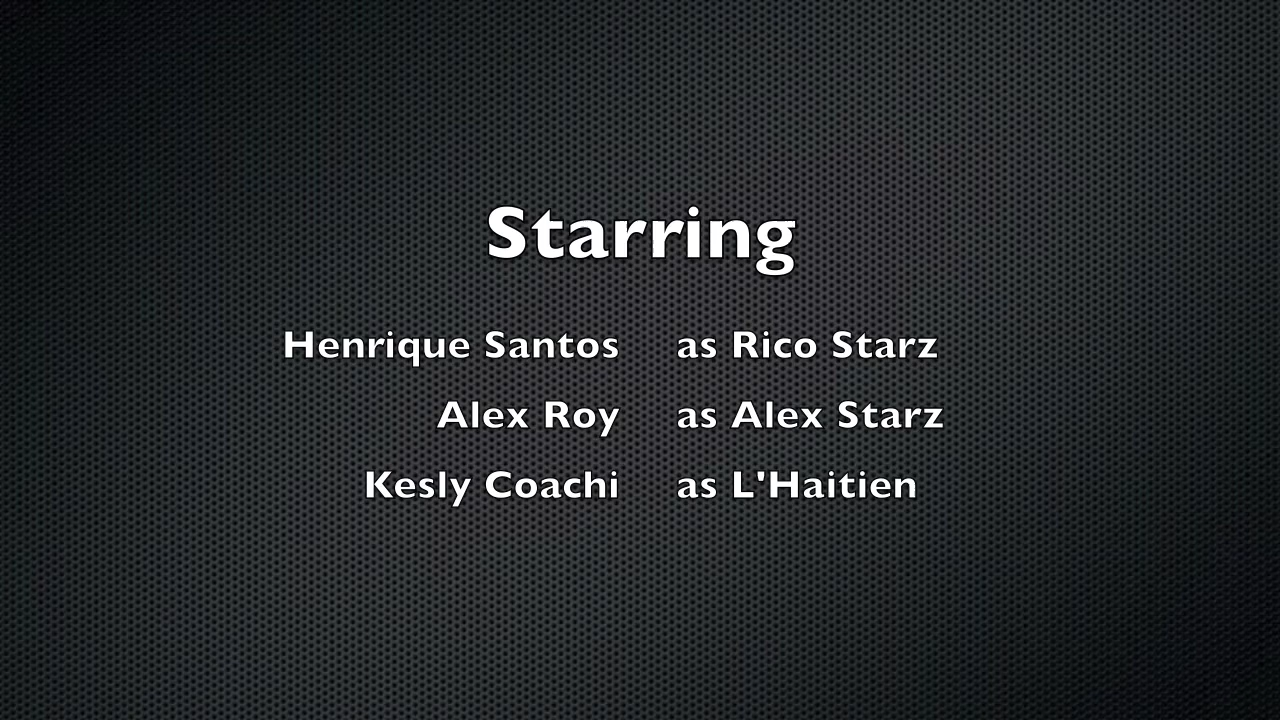 Starring
Henrique Santos as Rico Starz
Alex Roy as Alex Starz
Kesly Coachi as L'Haitien